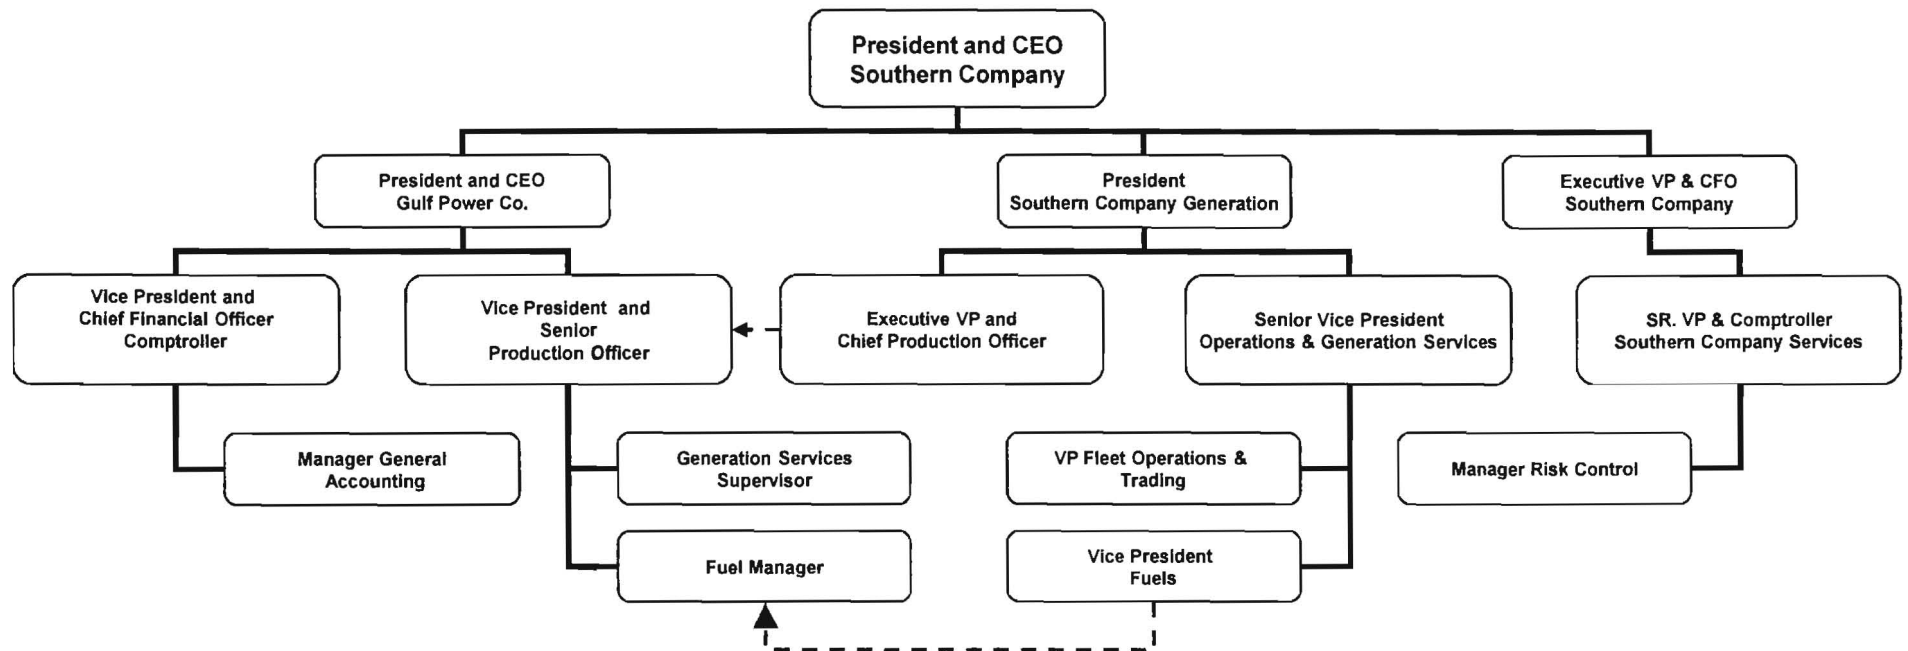 President and CEO
Southern Company
President and CEO
Gulf Power Co.
President
Southern Company Generation
Executive VP & CFO
Southern Company
Vice President and
Chief Financial Officer
Comptroller
Vice President and
Senior
Production Officer
Executive VP and
Chief Production Officer
Senior Vice President
Operations & Generation Services
SR. VP & Comptroller
Southern Company Services
Manager General
Accounting
Generation Services
Supervisor
VP Fleet Operations &
Trading
Manager Risk Control
Fuel Manager
Vice President
Fuels